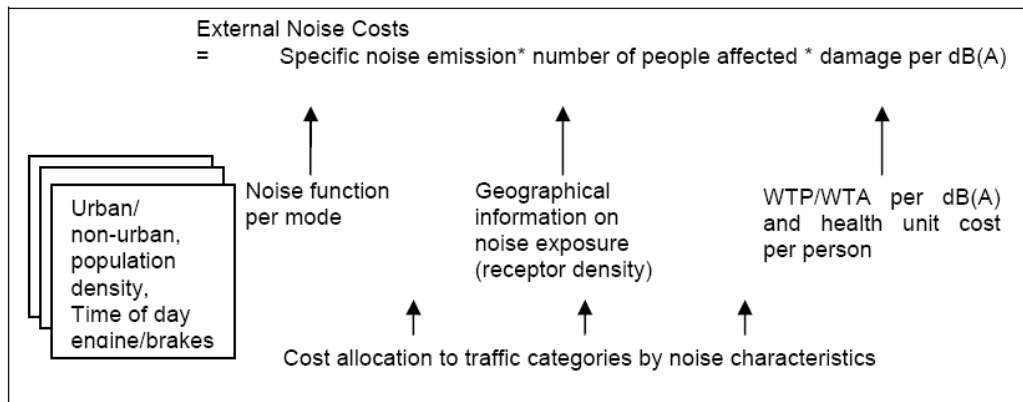 External Noise Costs
= Specific noise emission* number of people affected * damage per dB(A)
Noise function
per mode
Geographical
information on
noise exposure
(receptor density)
WTP/WTA per dB(A)
and health unit cost
per person
Urban/
non-urban,
population
density,
Time of day
engine/brakes
Cost allocation to traffic categories by noise characteristics